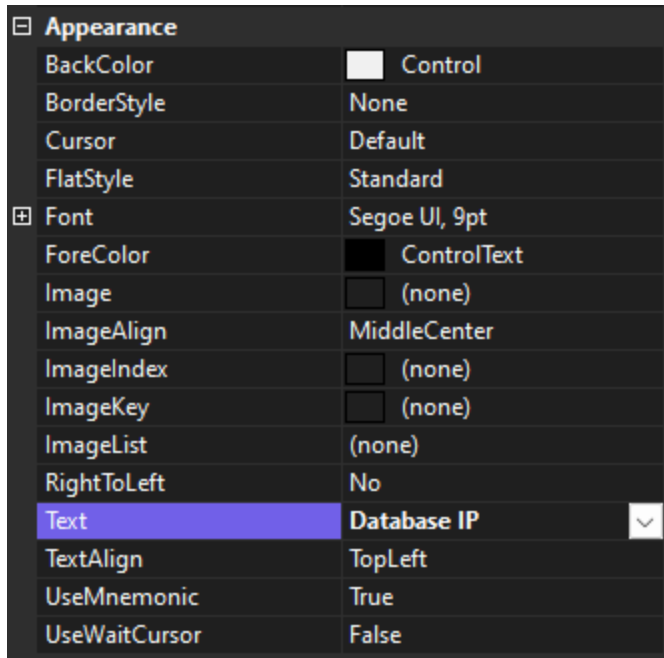 Appearance
BackColor Control
BorderStyle None
Cursor Default
FlatStyle Standard
Font Segoe UI, 9pt
ForeColor ControlText
Image (none)
ImageAlign MiddleCenter
ImageIndex (none)
ImageKey (none)
ImageList (none)
RightToLeft No
Text Database IP
TextAlign TopLeft
UseMnemonic True
UseWaitCursor False